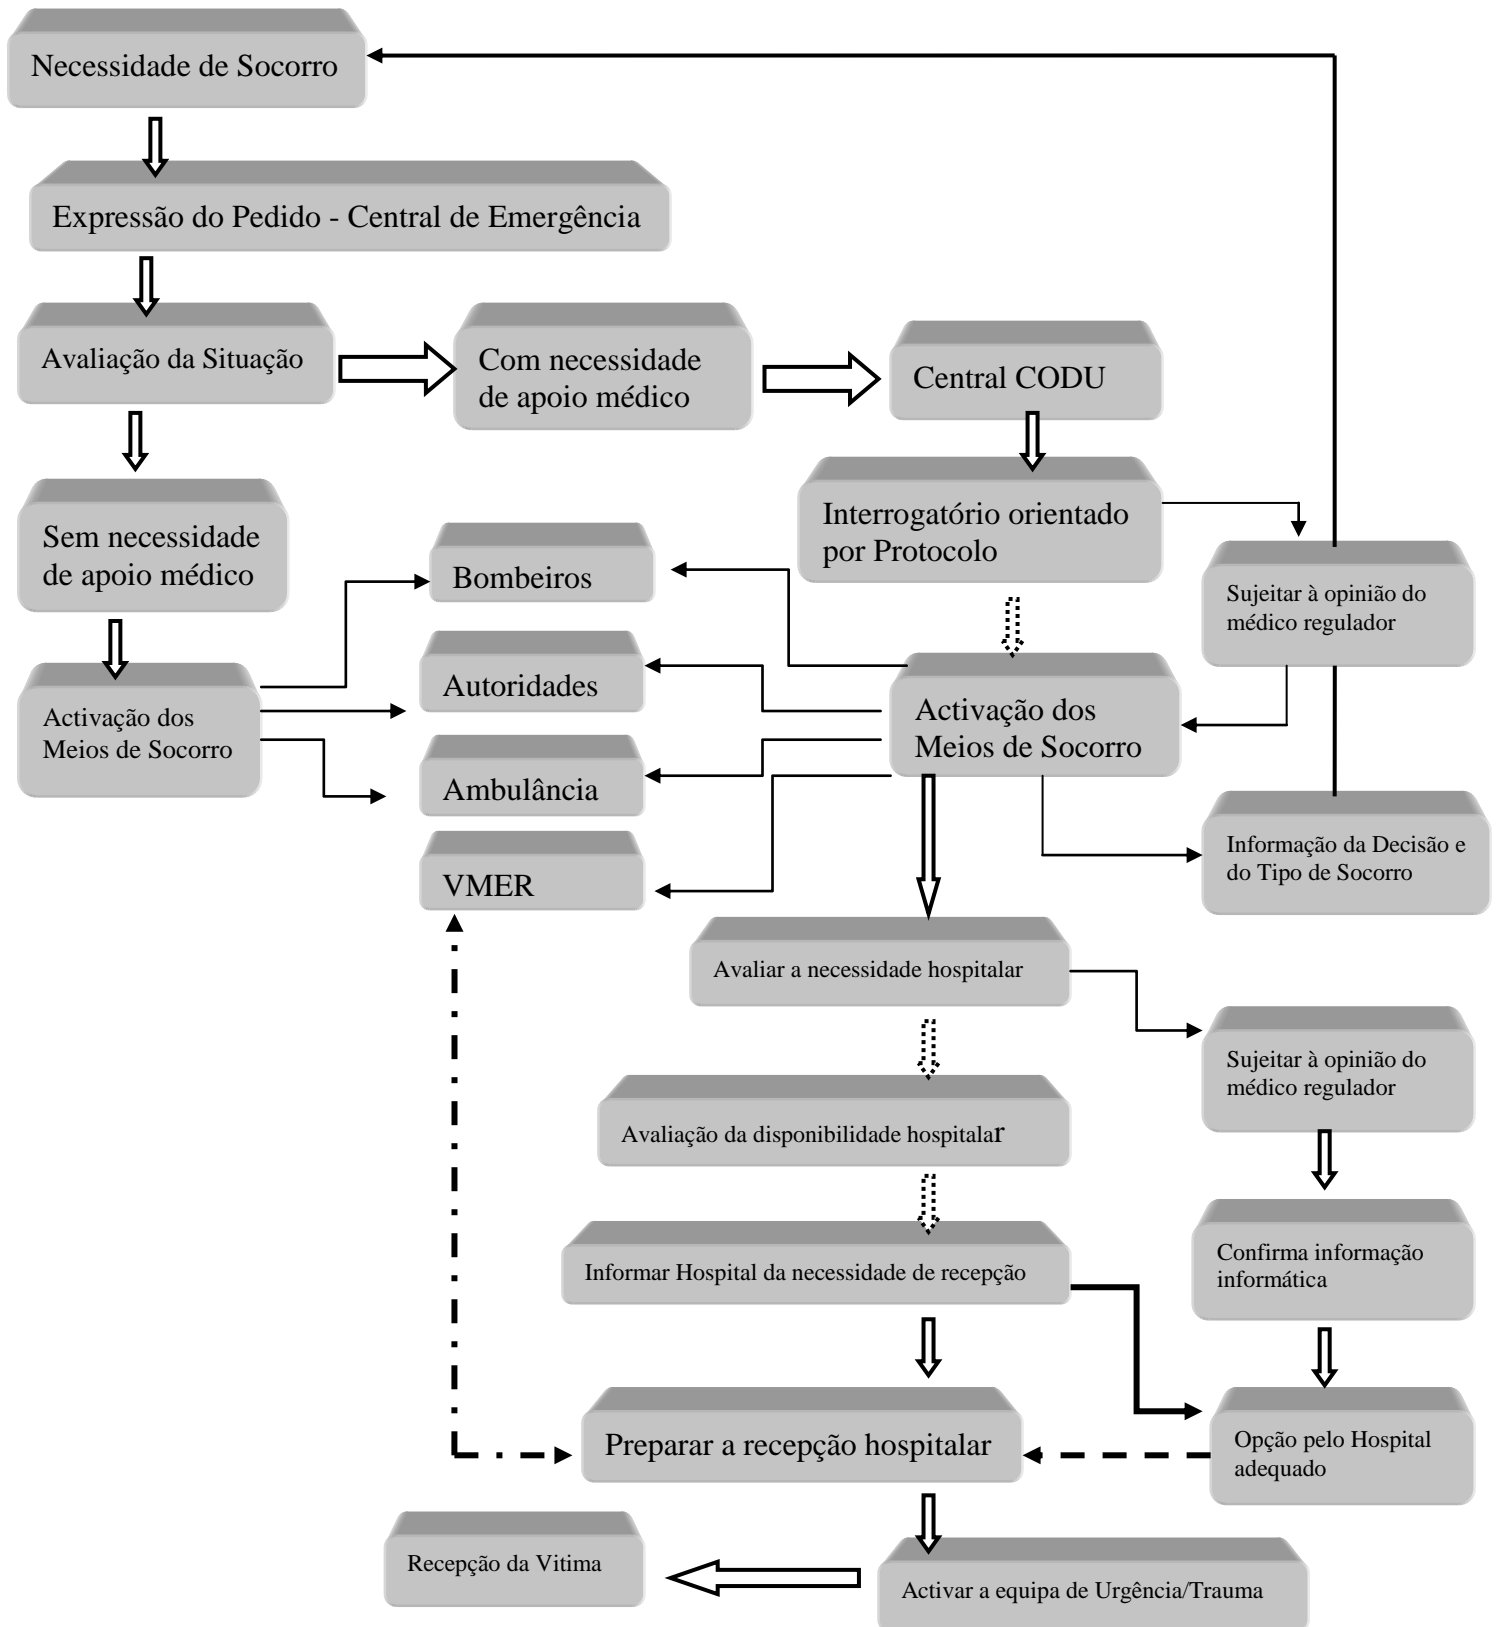 Necessidade de Socorro
Expressão do Pedido - Central de Emergência
Avaliação da Situação
Com necessidade
de apoio médico
Central CODU
Sem necessidade
de apoio médico
Interrogatório orientado
por Protocolo
Bombeiros
Sujeitar à opinião do
médico regulador
Autoridades
Activação dos
Meios de Socorro
Activação dos
Meios de Socorro
Ambulância
VMER
Informação da Decisão e
do Tipo de Socorro
Avaliar a necessidade hospitalar
Sujeitar à opinião do
médico regulador
Avaliação da disponibilidade hospitalar
Informar Hospital da necessidade de recepção
Confirma informação
informática
Preparar a recepção hospitalar
Opção pelo Hospital
adequado
Recepção da Vitima
Activar a equipa de Urgência/Trauma